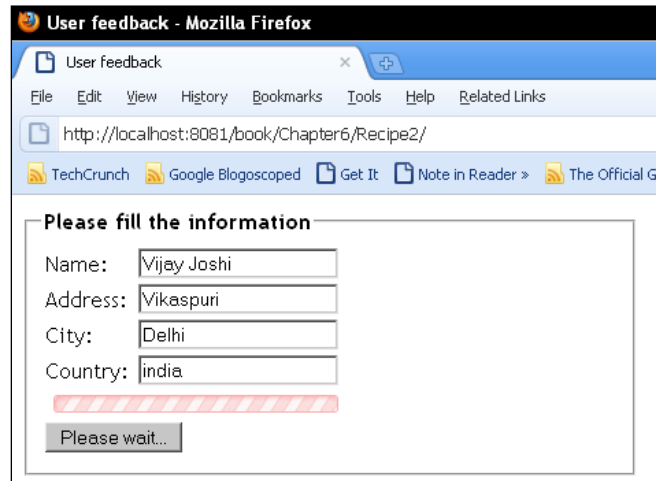 User feedback - Mozilla Firefox
User feedback
File Edit View History Bookmarks Tools Help Related Links
http://localhost:8081/book/Chapter6/Recipe2/
TechCrunch Google Blogoscoped Get It Note in Reader » The Official G
Please fill the information
Name: Vijay Joshi
Address: Vikaspuri
City: Delhi
Country: india
Please wait...